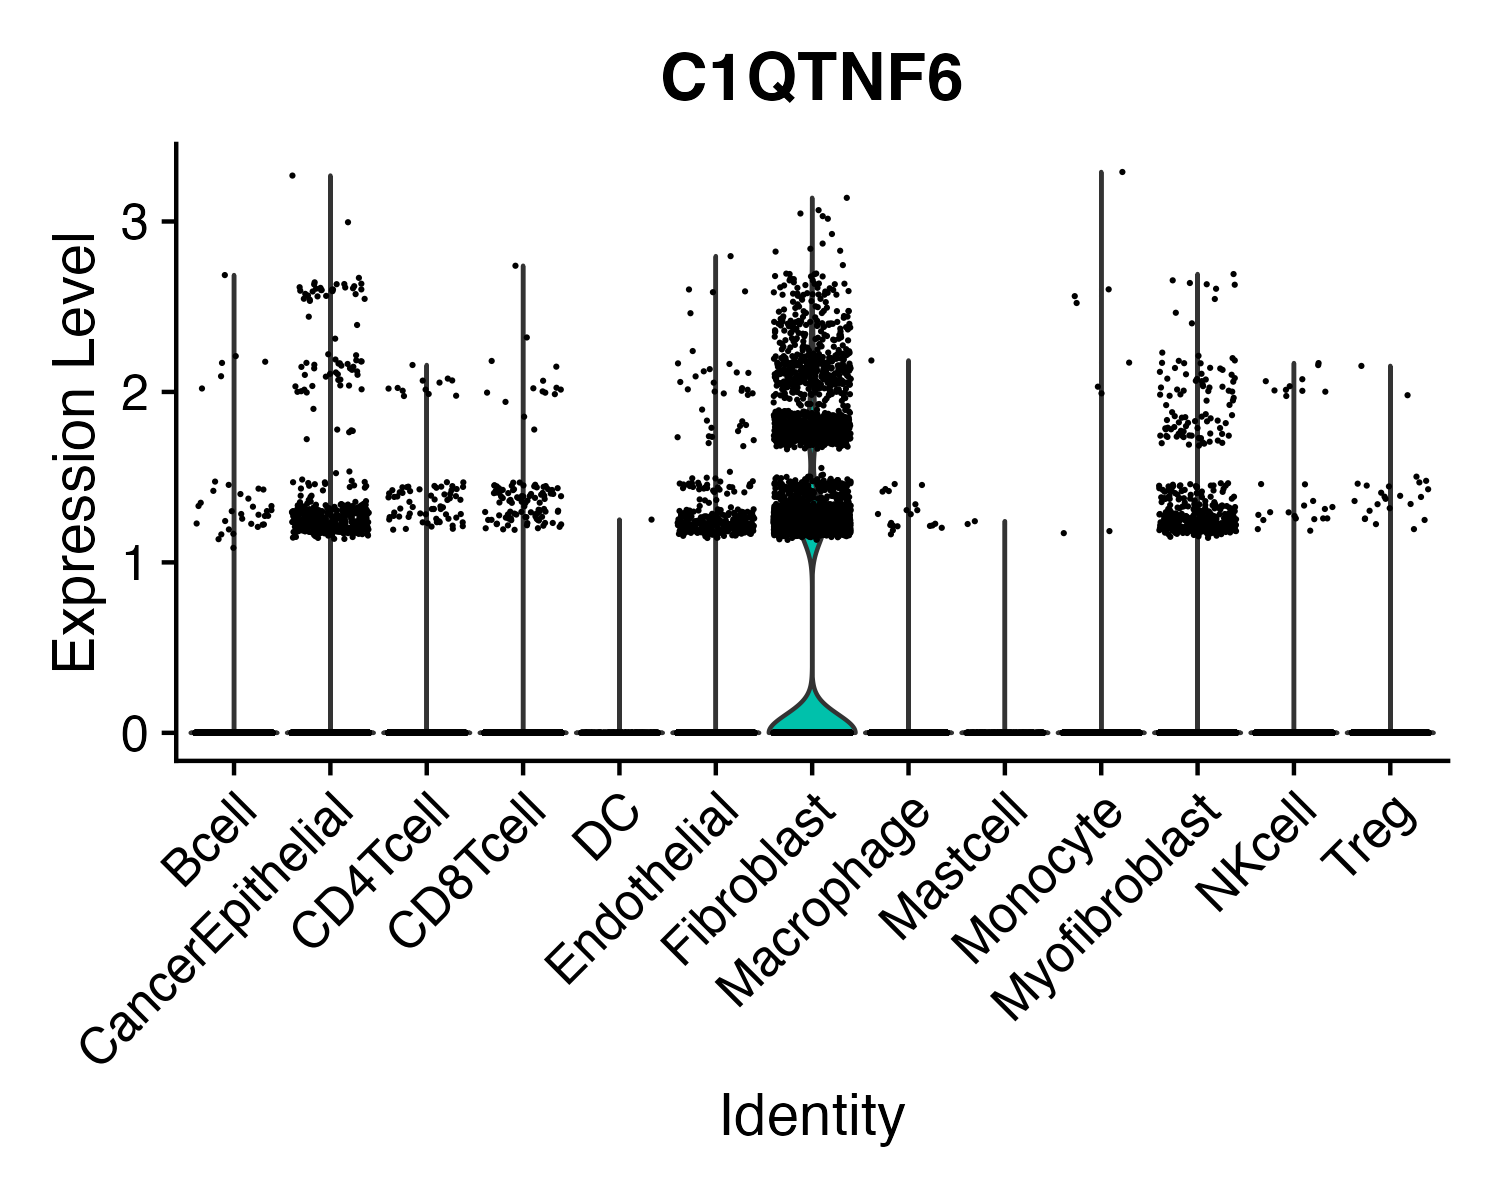 C1QTNF6
Expression Level
3
2
1
0
Bcell
CancerEpithelial
CD4Tcell
CD8Tcell
DC
Endothelial
Fibroblast
Macrophage
Mastcell
Monocyte
Myofibroblast
NKcell
Treg
Identity